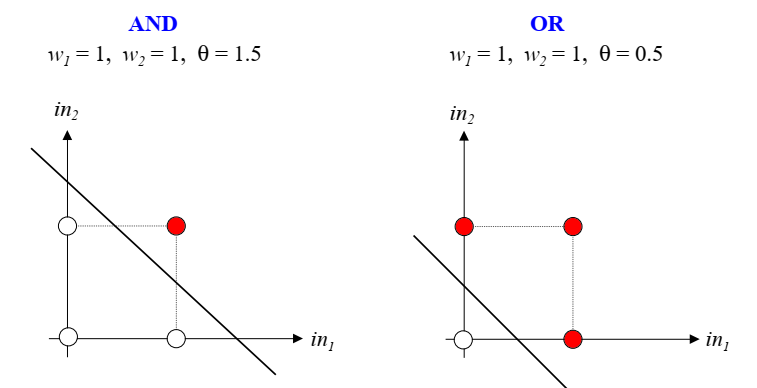 AND
w₁ = 1, w₂ = 1, θ = 1.5
in₂
in₁
OR
w₁ = 1, w₂ = 1, θ = 0.5
in₂
in₁